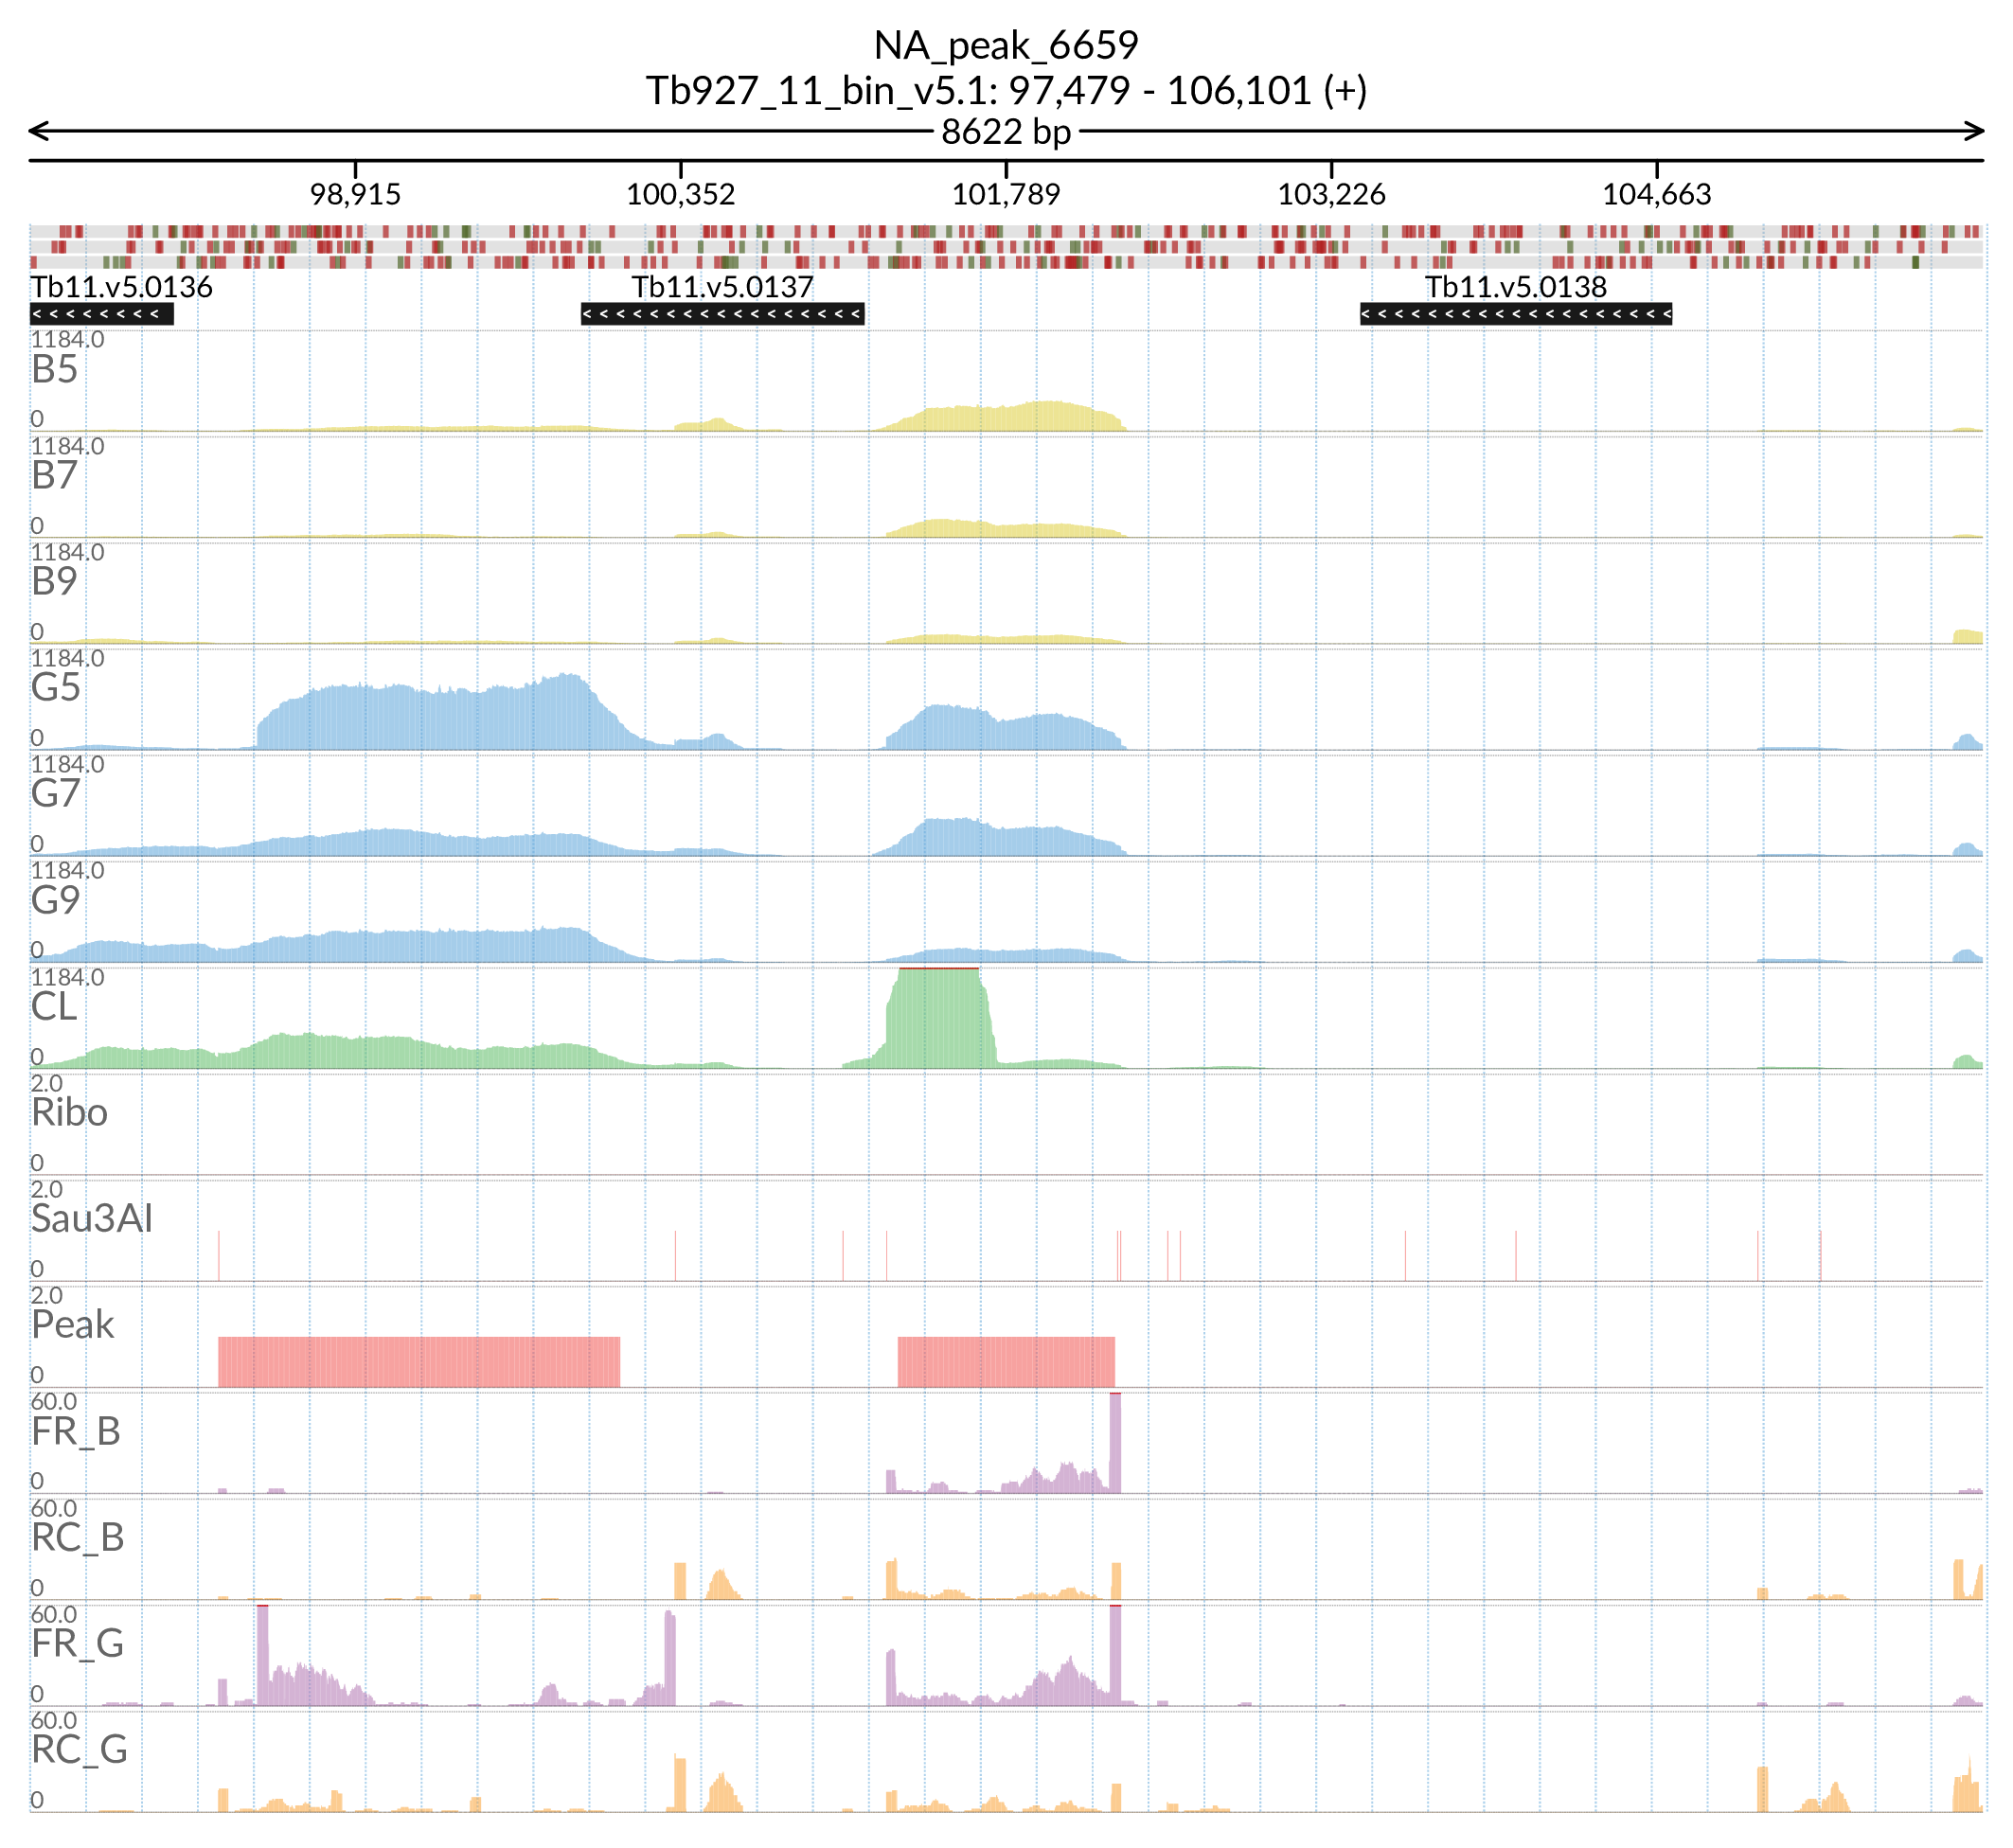 NA_peak_6659
Tb927_11_bin_v5.1: 97,479 - 106,101 (+)
8622 bp
98,915 100,352 101,789 103,226 104,663
Tb11.v5.0136 Tb11.v5.0137 Tb11.v5.0138
1184.0
B5
0
1184.0
B7
0
1184.0
B9
0
1184.0
G5
0
1184.0
G7
0
1184.0
G9
0
1184.0
CL
0
2.0
Ribo
0
2.0
Sau3AI
0
2.0
Peak
0
60.0
FR_B
0
60.0
RC_B
0
60.0
FR_G
0
60.0
RC_G
0